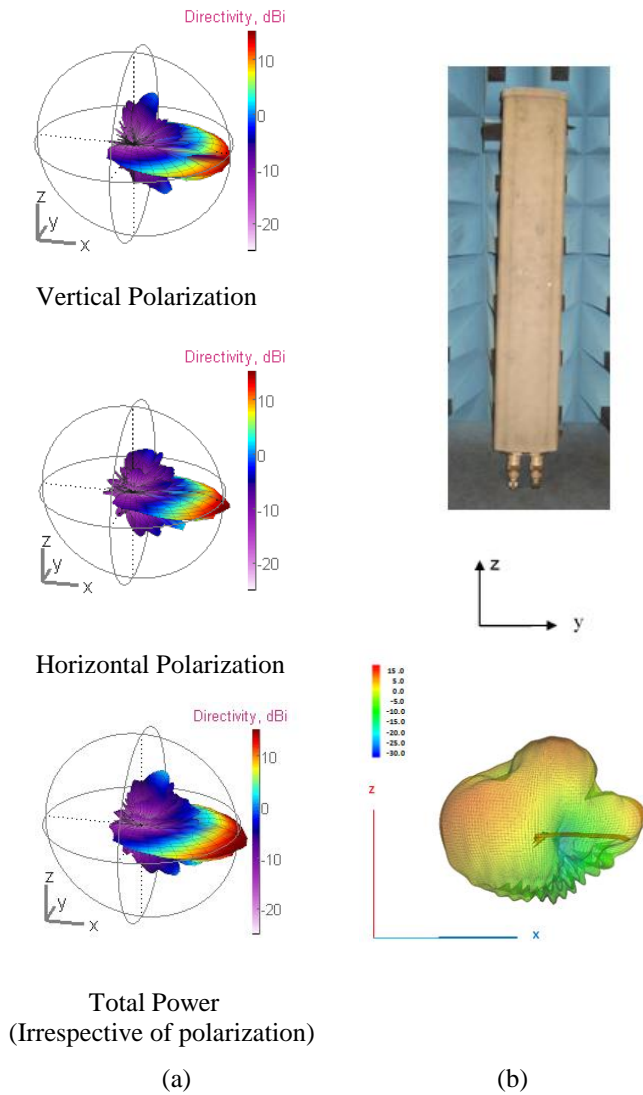 Directivity, dBi
10
0
-10
-20
z
y
x
Vertical Polarization
Directivity, dBi
10
0
-10
-20
z
y
x
Horizontal Polarization
Directivity, dBi
10
0
-10
-20
z
y
x
Total Power
(Irrespective of polarization)
(a)
z
y
15.0
5.0
0.0
-5.0
-10.0
-15.0
-20.0
-25.0
-30.0
z
x
(b)